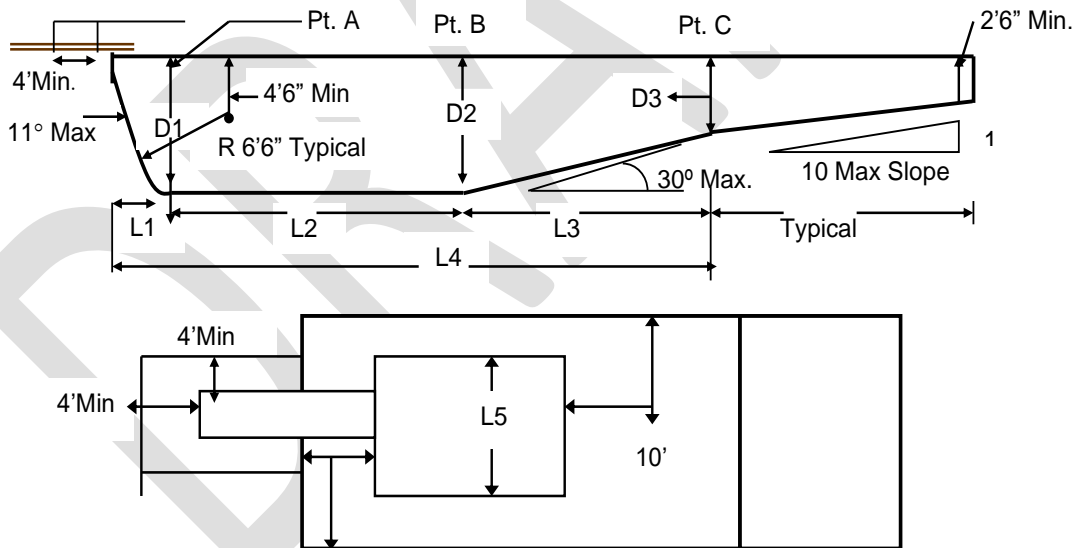 Pt. A
Pt. B
Pt. C
2'6” Min.
4'Min.
4'6” Min
D1
D2
D3
11° Max
R 6'6” Typical
1
10 Max Slope
30º Max.
L1
L2
L3
Typical
L4
4'Min
4'Min
L5
10'
DRAFT